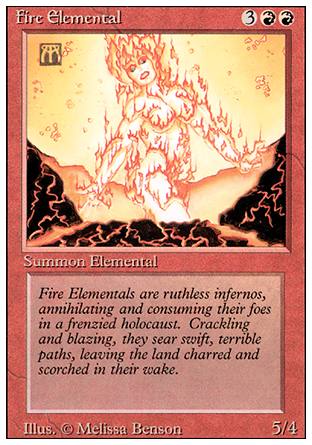 Fire Elemental 3
Summon Elemental
Fire Elementals are ruthless infernos,
annihilating and consuming their foes
in a frenzied holocaust. Crackling
and blazing, they sear swift, terrible
paths, leaving the land charred and
scorched in their wake.
Illus. © Melissa Benson 5/4